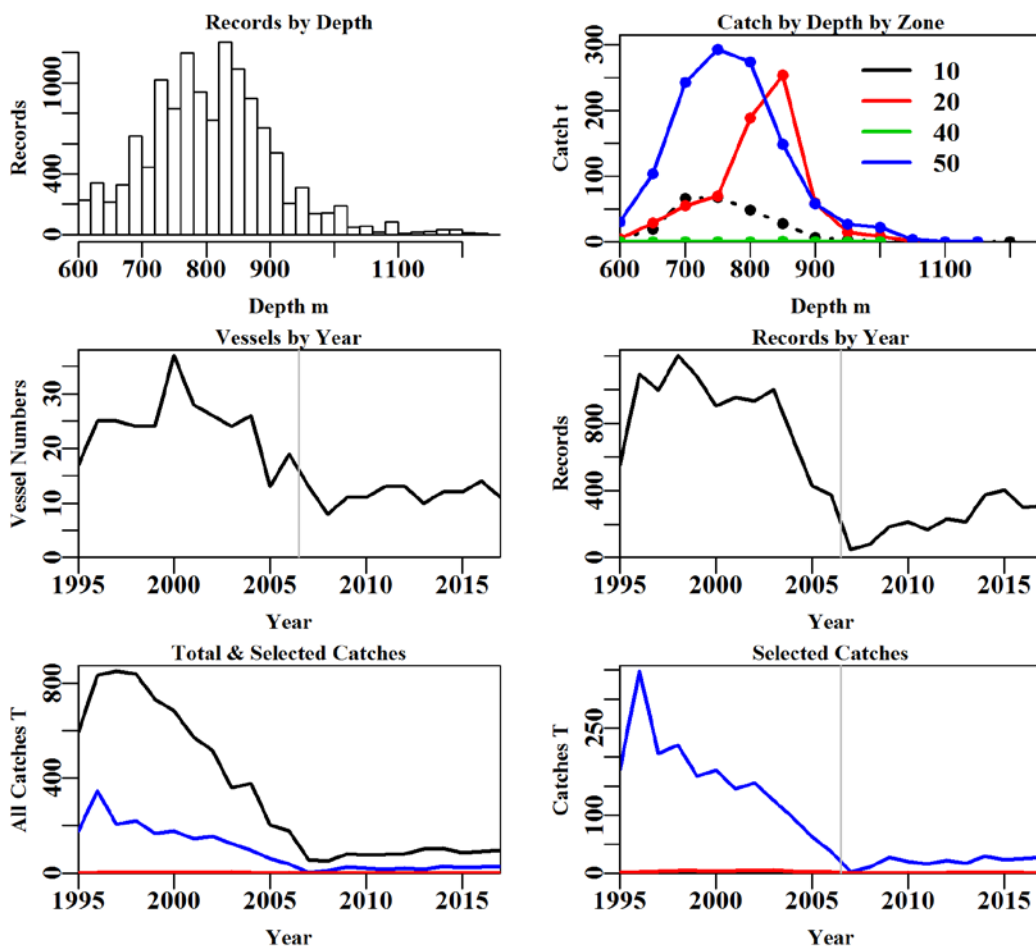 Records by Depth
Records
0 400 1000
600 700 800 900 1100
Depth m
Catch by Depth by Zone
Catch t
0 100 200 300
10
20
40
50
600 700 800 900 1100
Depth m
Vessels by Year
Vessel Numbers
0 10 20 30
1995 2000 2005 2010 2015
Year
Records by Year
Records
0 400 800
1995 2000 2005 2010 2015
Year
Total & Selected Catches
All Catches T
0 400 800
1995 2000 2005 2010 2015
Year
Selected Catches
Catches T
0 100 250
1995 2000 2005 2010 2015
Year